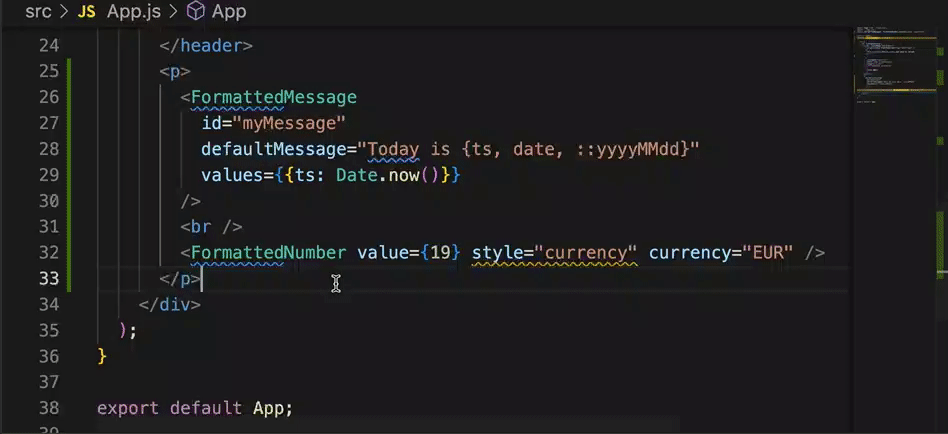 src > JS App.js > App
24 </header>
25 <p>
26 <FormattedMessage
27 id="myMessage"
28 defaultMessage="Today is {ts, date, ::yyyyMMdd}"
29 values={{ts: Date.now()}}
30 />
31 <br />
32 <FormattedNumber value={19} style="currency" currency="EUR" />
33 </p>
34 </div>
35 );
36 }
37
38 export default App;
39